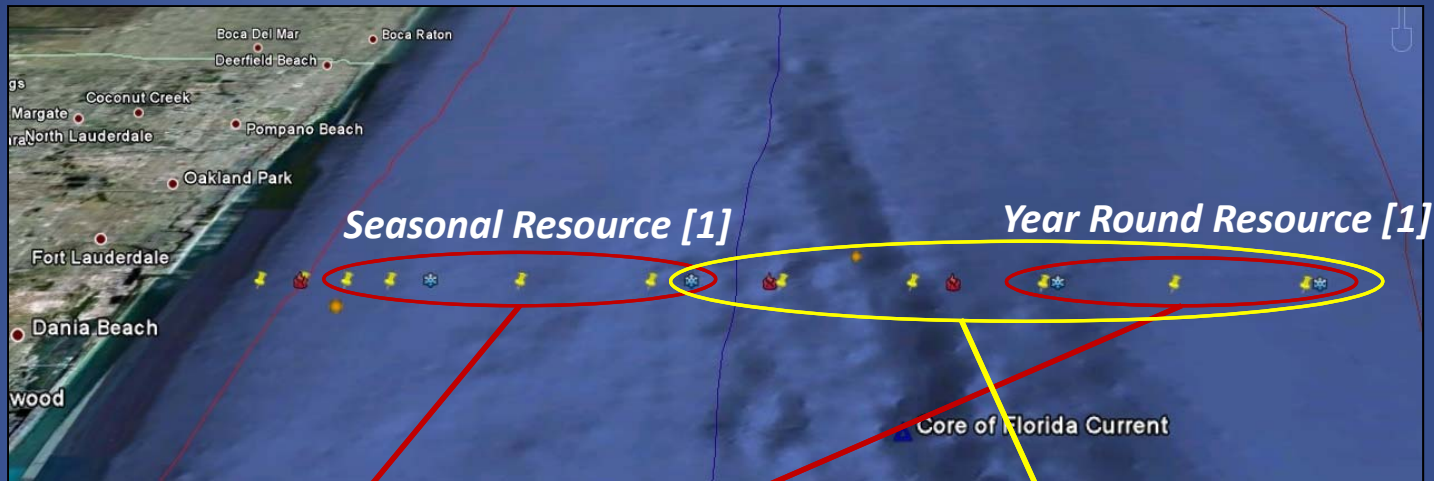 Boca Del Mar
Boca Raton
Deerfield Beach
gs
Coconut Creek
Margate
Pompano Beach
North Lauderdale
Oakland Park
Seasonal Resource [1]
Year Round Resource [1]
Fort Lauderdale
Dania Beach
wood
Core of Florida Current